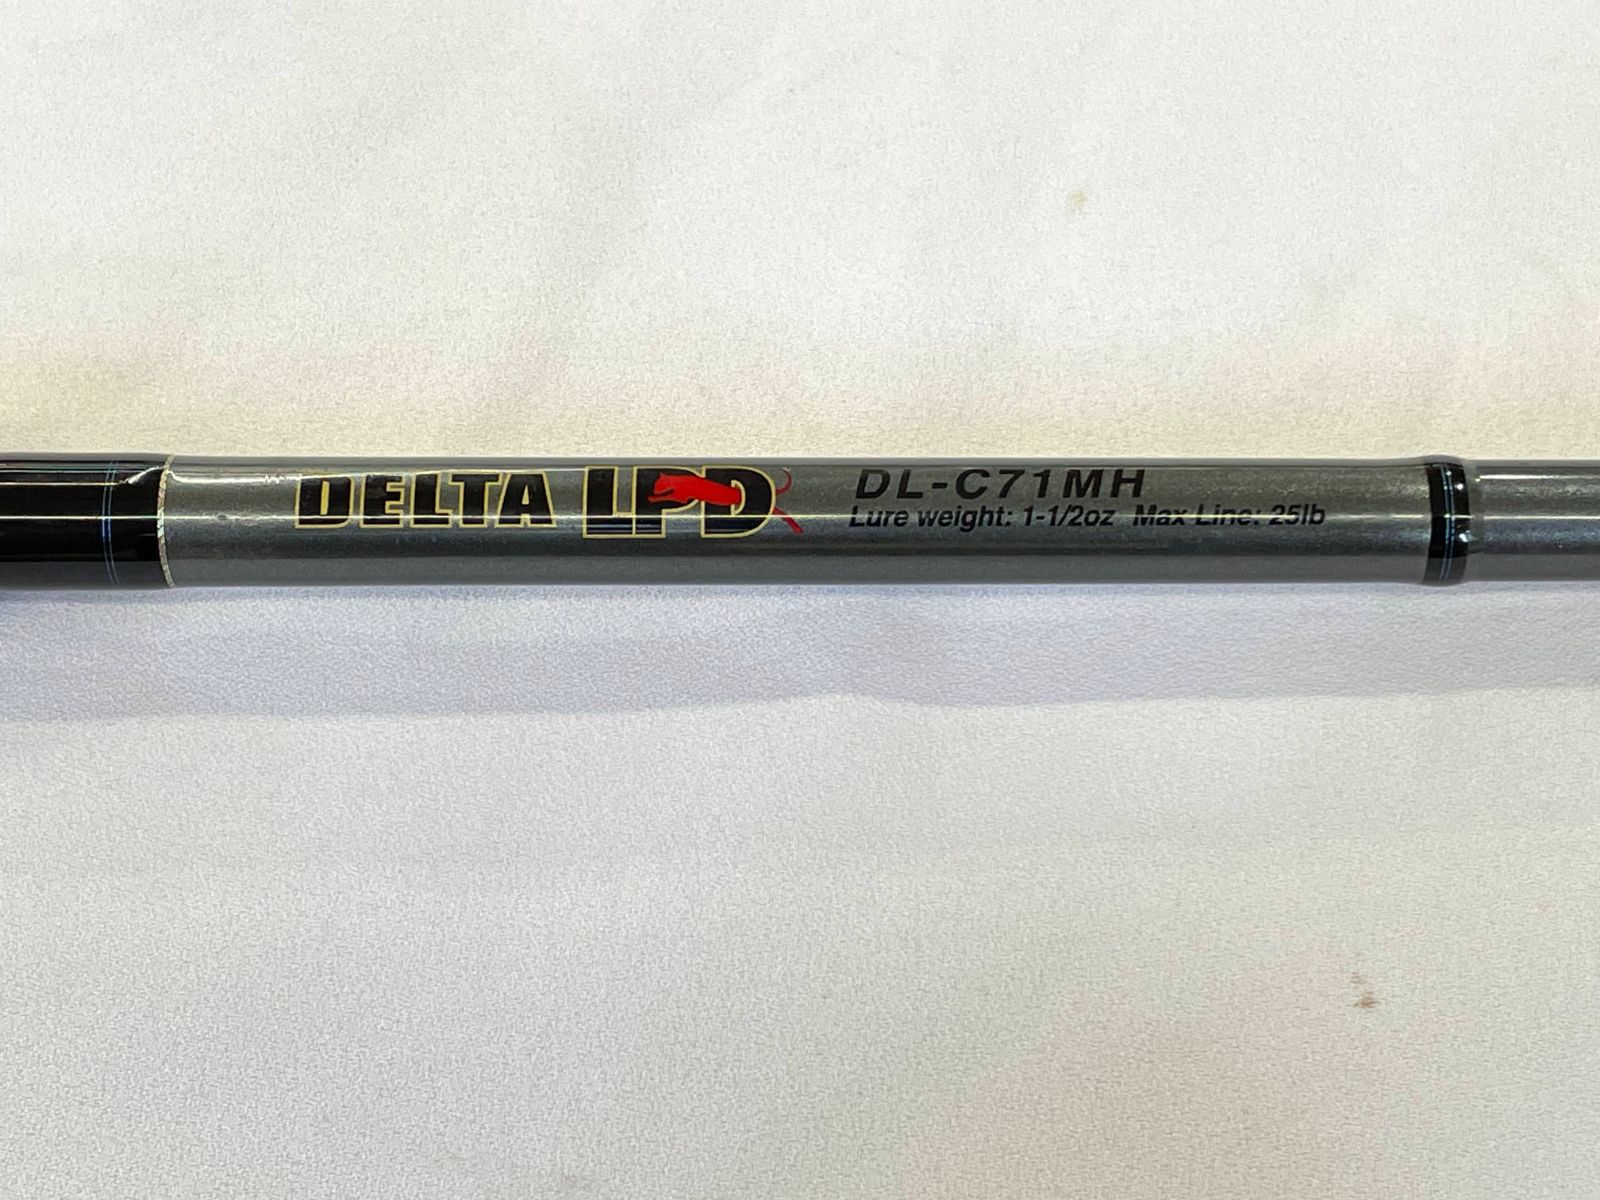 DELTA LPD
DL-C71MH
Lure weight: 1-1/2oz Max Line: 25lb